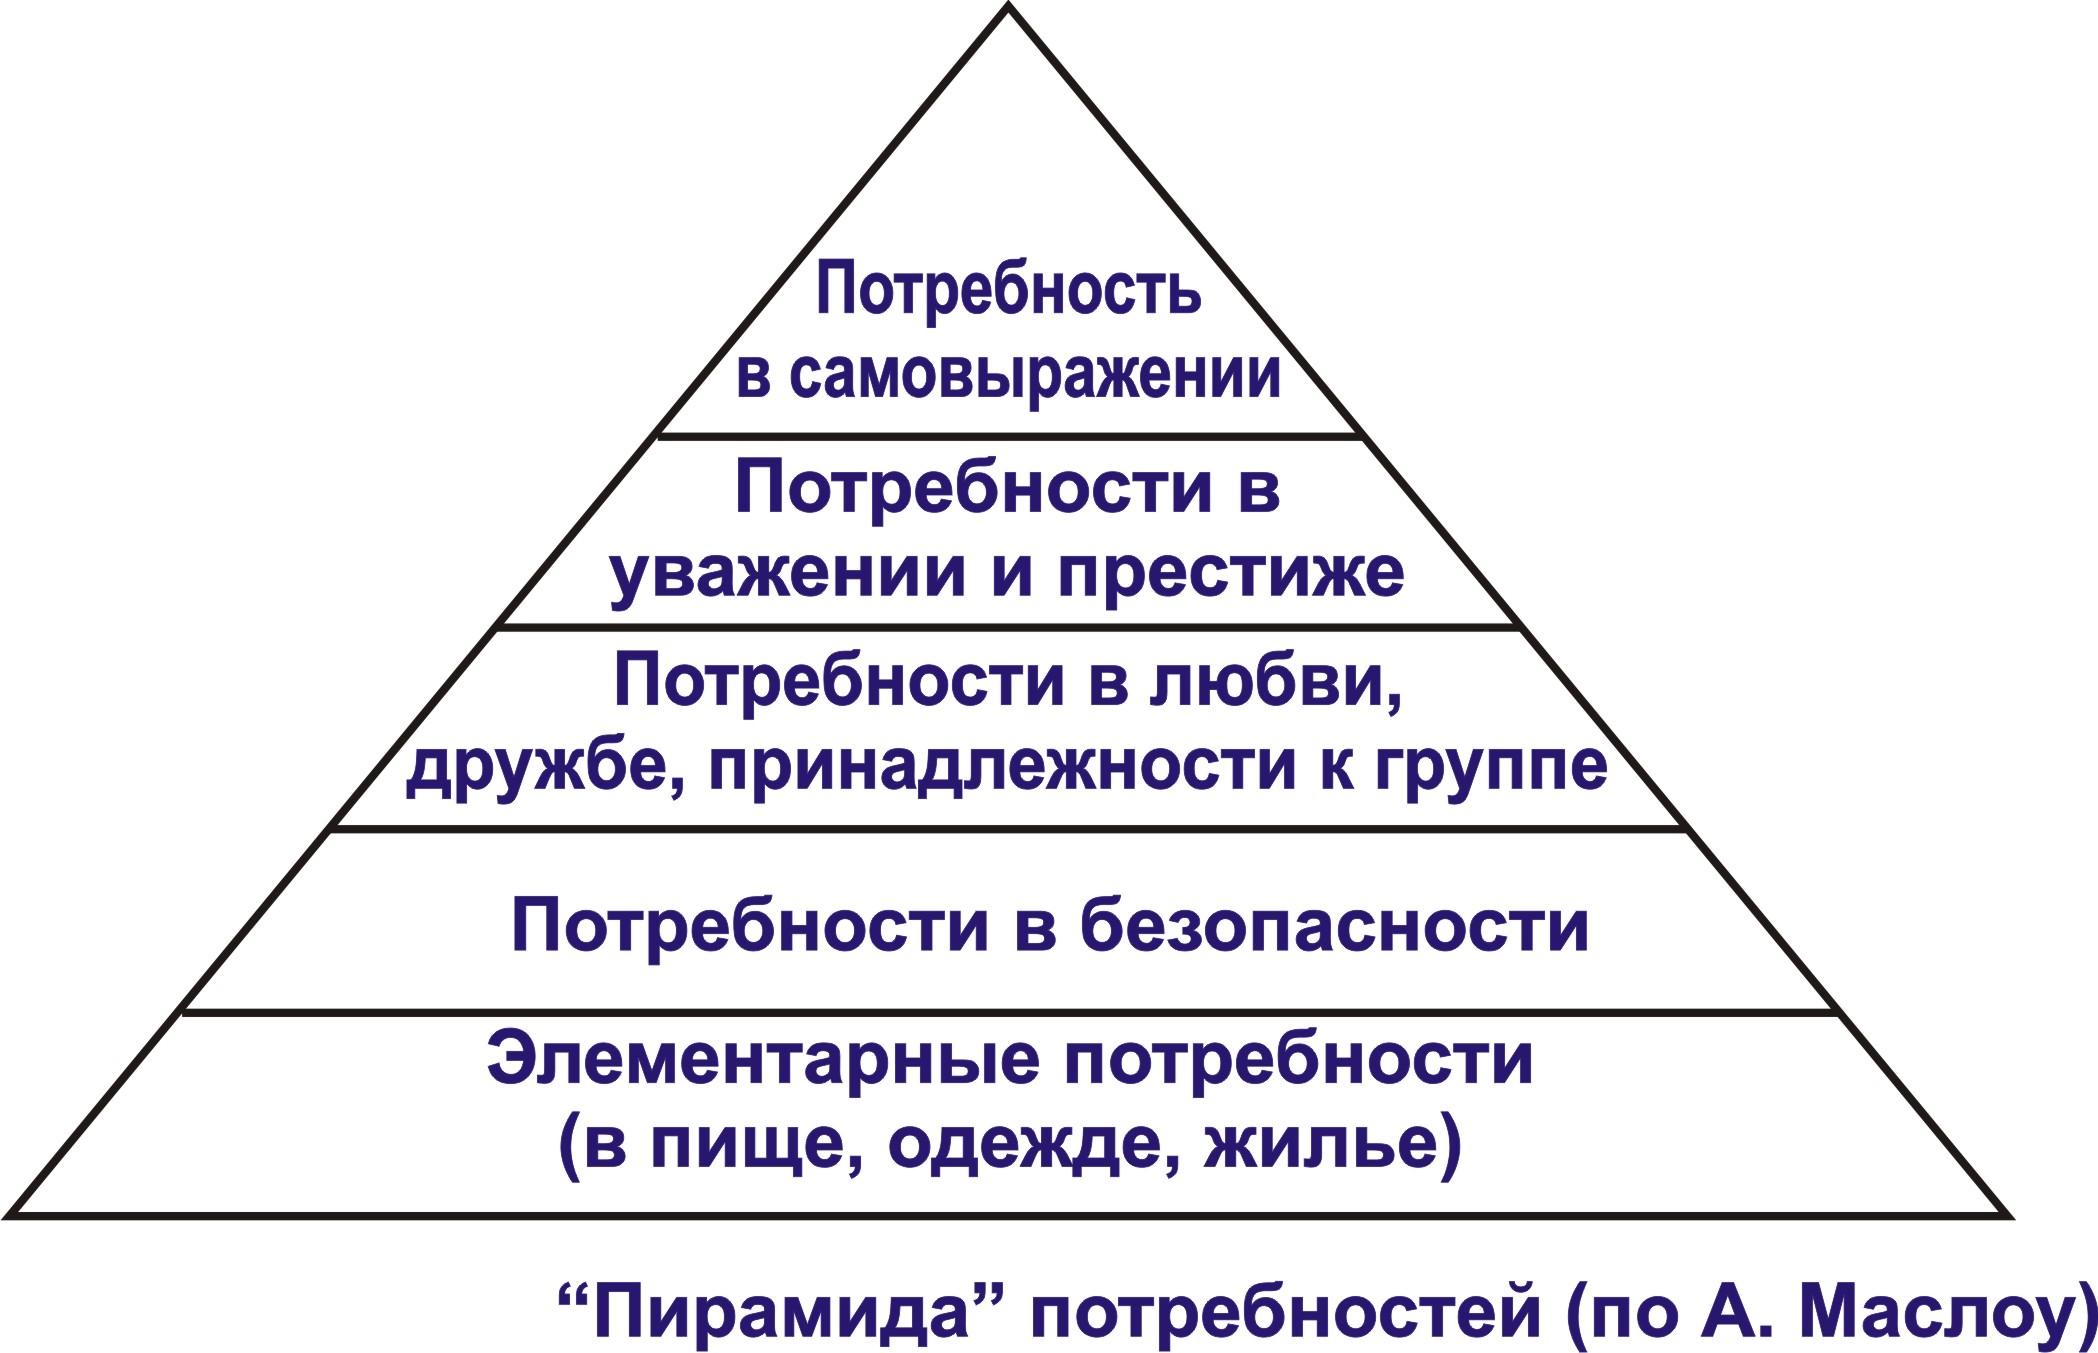 Потребность
в самовыражении
Потребности в
уважении и престиже
Потребности в любви,
дружбе, принадлежности к группе
Потребности в безопасности
Элементарные потребности
(в пище, одежде, жилье)
“Пирамида” потребностей (по А. Маслоу)